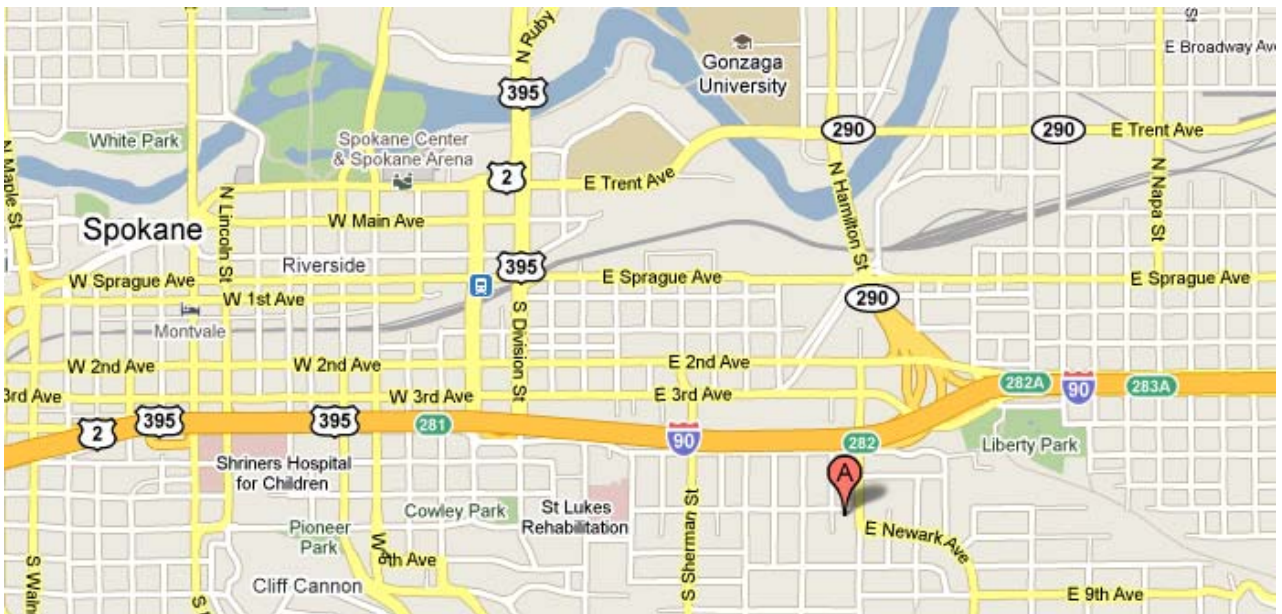 N Ruby
St
E Broadway Ave
Gonzaga
University
395
White Park
Spokane Center
& Spokane Arena
290
290
E Trent Ave
N Maple St
2
E Trent Ave
N Lincoln St
N Hamilton St
N Napa St
W Main Ave
Spokane
Riverside
395
W Sprague Ave
E Sprague Ave
E Sprague Ave
W 1st Ave
290
Montvale
S Division St
W 2nd Ave
W 2nd Ave
E 2nd Ave
282A
90
283A
3rd Ave
W 3rd Ave
E 3rd Ave
2
395
395
281
90
282
Liberty Park
Shriners Hospital
for Children
A
Cowley Park
St Lukes
Rehabilitation
S Sherman St
Pioneer
Park
E Newark Ave
W
9th Ave
Cliff Cannon
E 9th Ave
S